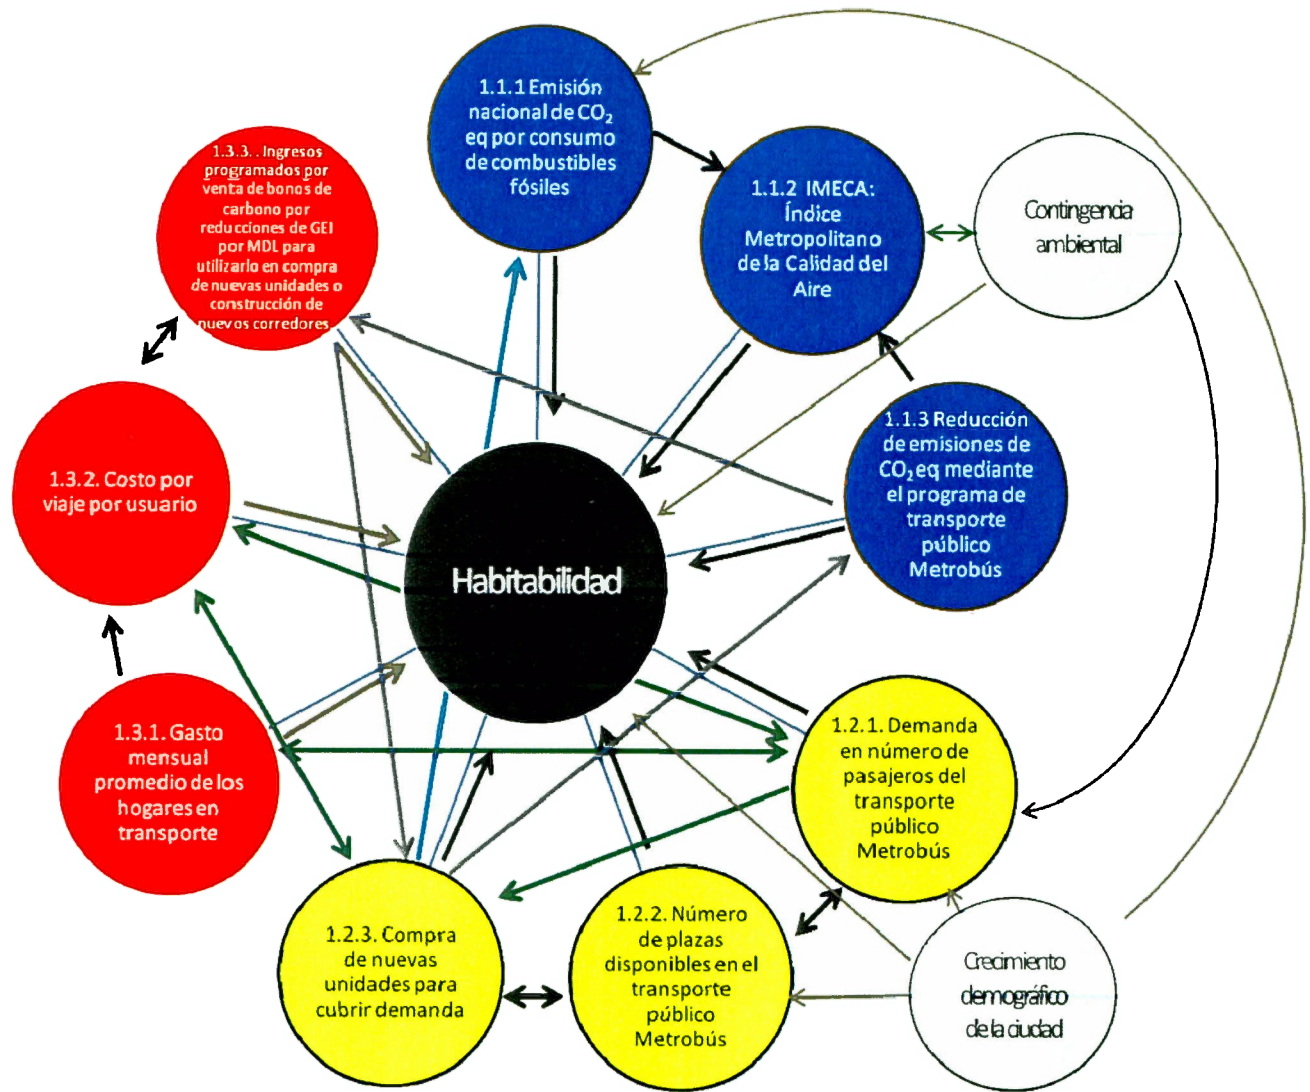 1.1.1 Emisión
nacional de CO₂
eq por consumo
de combustibles
fósiles
1.1.2 IMECA:
Índice
Metropolitano
de la Calidad del
Aire
Contingencia
ambiental
1.1.3 Reducción
de emisiones de
CO₂ eq mediante
el programa de
transporte
público
Metrobús
1.3.3. . Ingresos
programados por
venta de bonos de
carbono por
reducciones de GEI
por MDL para
utilizarlo en compra
de nuevas unidades o
construcción de
nuevos corredores.
1.3.2. Costo por
viaje por usuario
Habitabilidad
1.3.1. Gasto
mensual
promedio de los
hogares en
transporte
1.2.1. Demanda
en número de
pasajeros del
transporte
público
Metrobús
1.2.3. Compra
de nuevas
unidades para
cubrir demanda
1.2.2. Número
de plazas
disponibles en el
transporte
público
Metrobús
Crecimiento
demográfico
de la ciudad